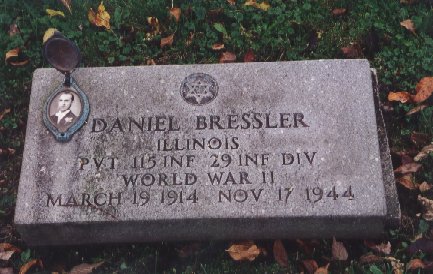 DANIEL BRESSLER
ILLINOIS
PVT 115 INF 29 INF DIV
WORLD WAR II
MARCH 19 1914 NOV 17 1944